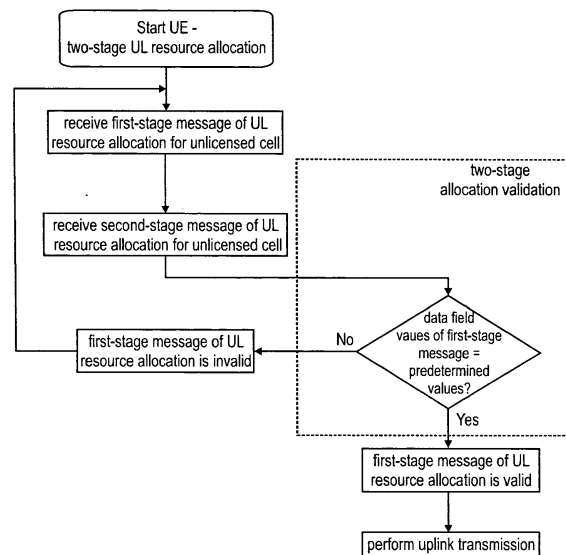 Start UE -
two-stage UL resource allocation
receive first-stage message of UL
resource allocation for unlicensed cell
two-stage
allocation validation
receive second-stage message of UL
resource allocation for unlicensed cell
data field
vaues of first-stage
message =
predetermined
values?
No
first-stage message of UL
resource allocation is invalid
Yes
first-stage message of UL
resource allocation is valid
perform uplink transmission